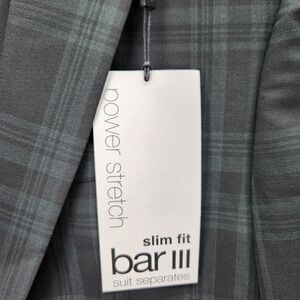 power stretch
slim fit
bar III
suit separates